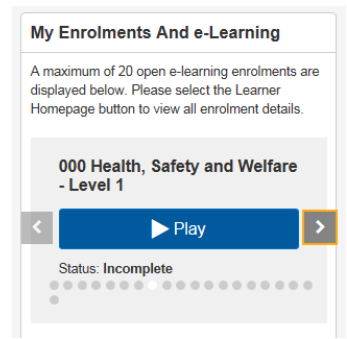 My Enrolments And e-Learning
A maximum of 20 open e-learning enrolments are
displayed below. Please select the Learner
Homepage button to view all enrolment details.
000 Health, Safety and Welfare
- Level 1
Play
Status: Incomplete